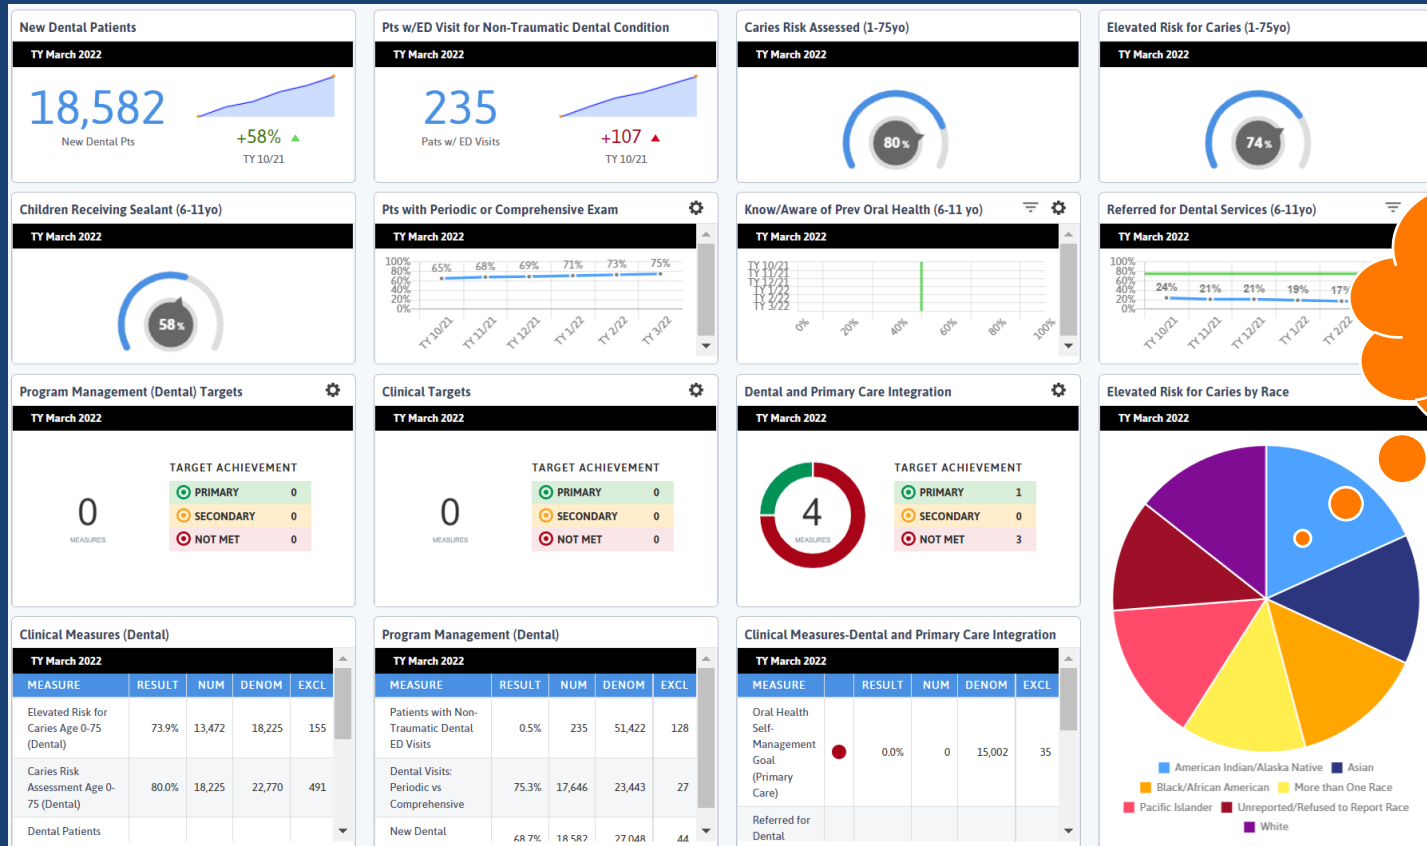 New Dental Patients
TY March 2022
18,582
New Dental Pts
+58%
TY 10/21
Pts w/ED Visit for Non-Traumatic Dental Condition
TY March 2022
235
Pats w/ ED Visits
+107
TY 10/21
Caries Risk Assessed (1-75yo)
TY March 2022
80%
Elevated Risk for Caries (1-75yo)
TY March 2022
74%
Children Receiving Sealant (6-11yo)
TY March 2022
58%
Pts with Periodic or Comprehensive Exam
TY March 2022
100%
80%
60%
40%
20%
0%
65% 68% 69% 71% 73% 75%
TY 10/21 TY 11/21 TY 12/21 TY 1/22 TY 2/22 TY 3/22
Know/Aware of Prev Oral Health (6-11 yo)
TY March 2022
TY 10/21
TY 11/21
TY 12/21
TY 1/22
TY 2/22
TY 3/22
0% 20% 40% 60% 80% 100%
Referred for Dental Services (6-11yo)
TY March 2022
100%
80%
60%
40%
20%
0%
24% 21% 21% 19% 17%
TY 10/21 TY 11/21 TY 12/21 TY 1/22 TY 2/22
Program Management (Dental) Targets
TY March 2022
0
MEASURES
TARGET ACHIEVEMENT
PRIMARY 0
SECONDARY 0
NOT MET 0
Clinical Targets
TY March 2022
0
MEASURES
TARGET ACHIEVEMENT
PRIMARY 0
SECONDARY 0
NOT MET 0
Dental and Primary Care Integration
TY March 2022
4
MEASURES
TARGET ACHIEVEMENT
PRIMARY 1
SECONDARY 0
NOT MET 3
Elevated Risk for Caries by Race
TY March 2022
American Indian/Alaska Native Asian
Black/African American More than One Race
Pacific Islander Unreported/Refused to Report Race
White
Clinical Measures (Dental)
TY March 2022
MEASURE RESULT NUM DENOM EXCL
Elevated Risk for
Caries Age 0-75
(Dental)
73.9% 13,472 18,225 155
Caries Risk
Assessment Age 0-
75 (Dental)
80.0% 18,225 22,770 491
Dental Patients
Program Management (Dental)
TY March 2022
MEASURE RESULT NUM DENOM EXCL
Patients with Non-
Traumatic Dental
ED Visits
0.5% 235 51,422 128
Dental Visits:
Periodic vs
Comprehensive
75.3% 17,646 23,443 27
New Dental
68.7% 18,582 27,048 44
Clinical Measures-Dental and Primary Care Integration
TY March 2022
MEASURE RESULT NUM DENOM EXCL
Oral Health
Self-
Management
Goal
(Primary
Care)
0.0% 0 15,002 35
Referred for
Dental